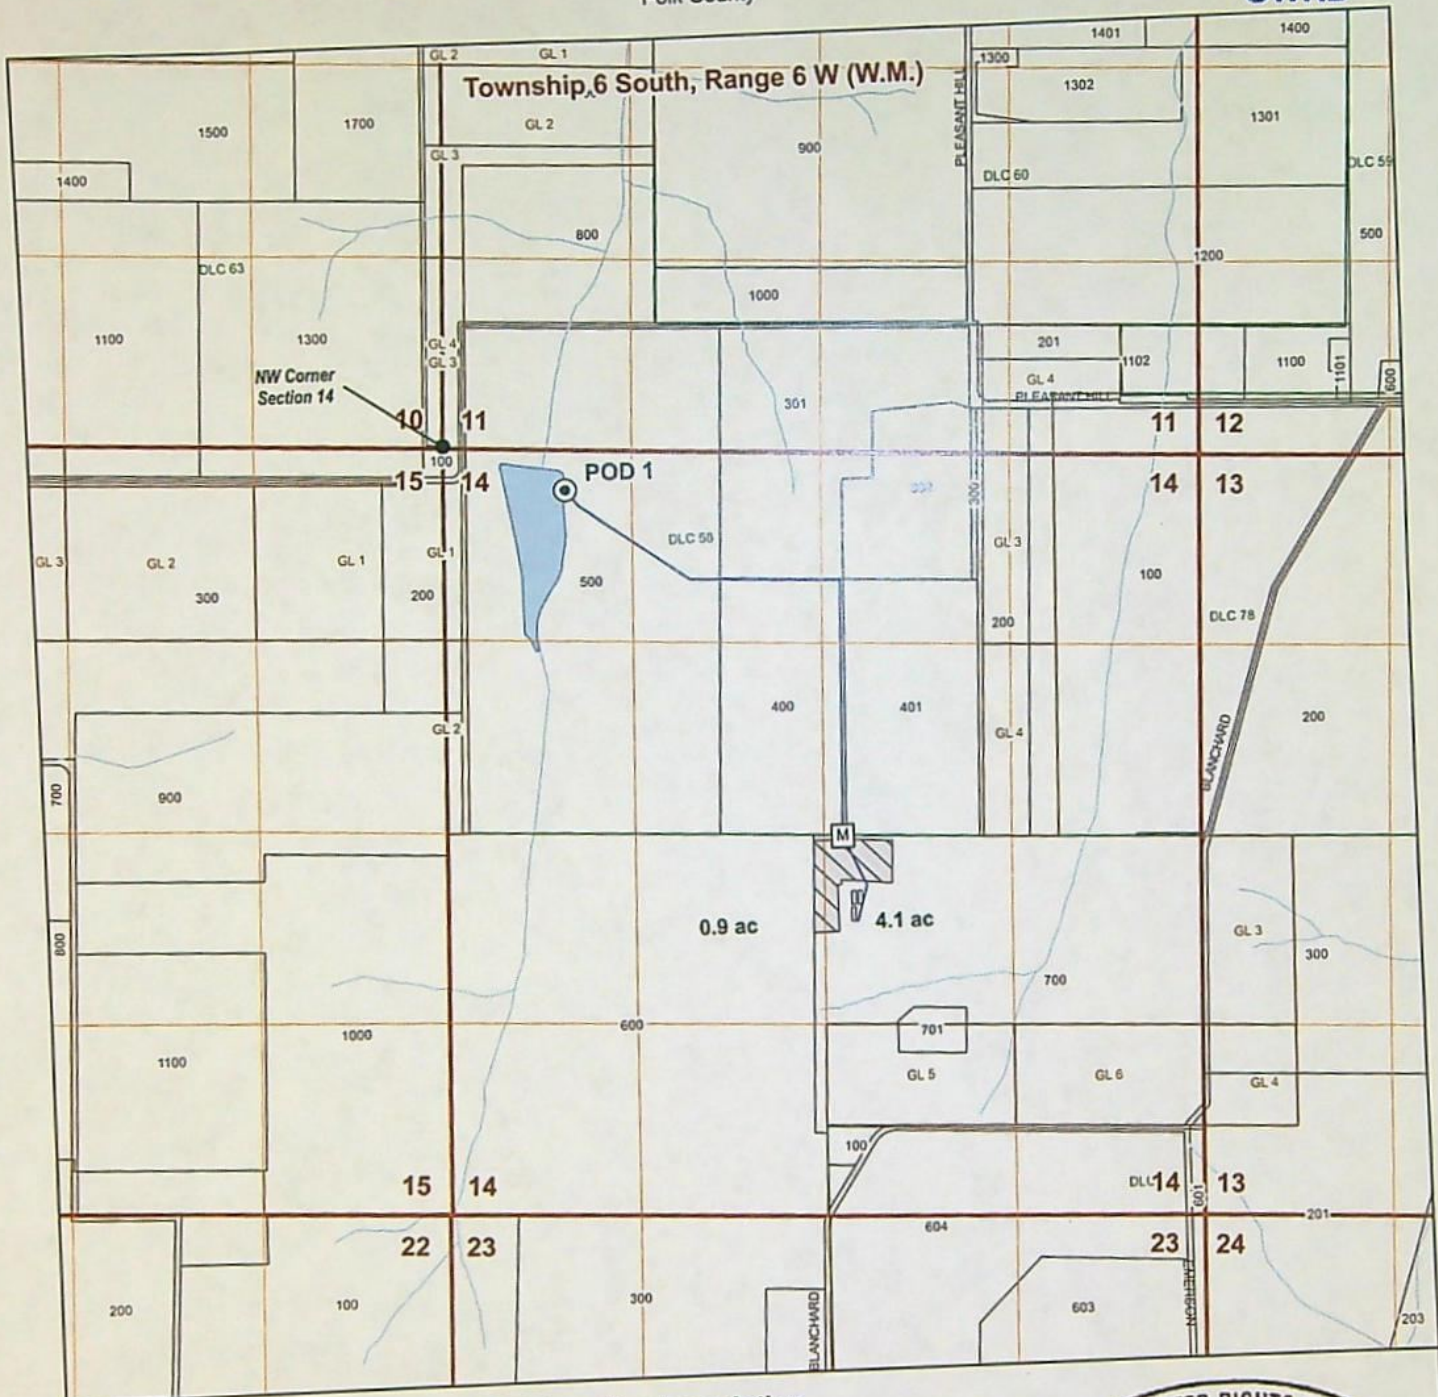 GL 2
GL 1
1401
1400
Township ^6 South, Range 6 W (W.M.)
1300
1302
PLEASANT HILL
1301
1500
1700
GL 2
900
GL 3
DLC 59
1400
DLC 60
800
500
DLC 63
1200
1000
1100
1300
GL 4
GL 3
201
1102
1100
1101
600
NW Corner
Section 14
GL 4
PLEASANT HILL
301
10
11
11
12
100
15
14
POD 1
14
13
300
DLC 58
GL 3
GL 2
GL 1
GL 1
GL 3
500
100
300
200
200
DLC 78
400
401
200
GL 2
GL 4
BLANCHARD
700
900
M
0.9 ac
4.1 ac
GL 3
800
300
700
1000
600
701
1100
GL 5
GL 6
GL 4
100
15
14
14
13
601
201
604
22
23
23
24
EMERSON
200
100
300
BLANCHARD
603
203